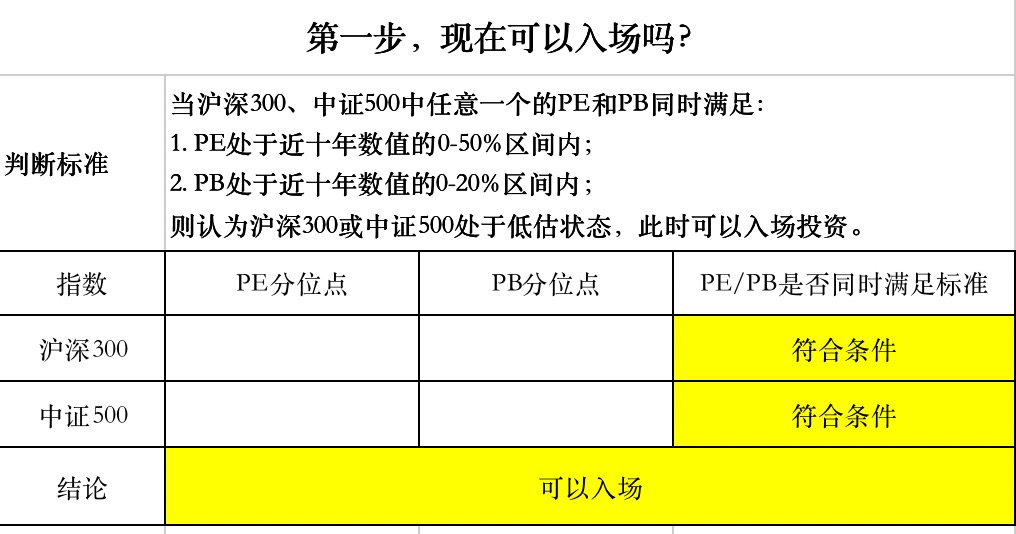 第一步，现在可以入场吗？
判断标准
当沪深300、中证500中任意一个的PE和PB同时满足：
1. PE处于近十年数值的0-50%区间内；
2. PB处于近十年数值的0-20%区间内；
则认为沪深300或中证500处于低估状态，此时可以入场投资。
指数 PE分位点 PB分位点 PE/PB是否同时满足标准
沪深300 符合条件
中证500 符合条件
结论 可以入场